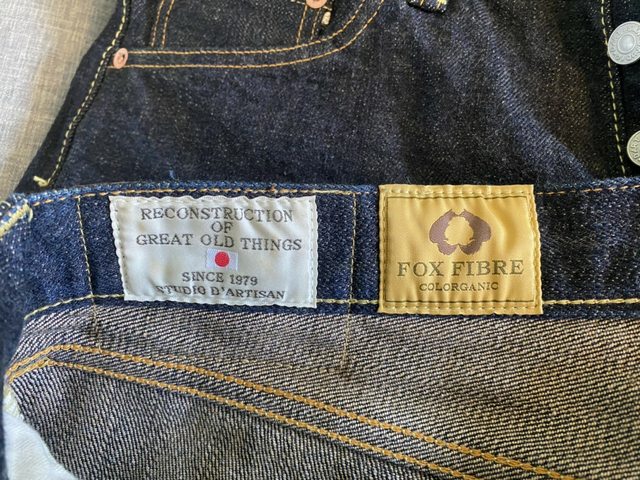 RECONSTRUCTION
OF
GREAT OLD THINGS
SINCE 1979
STUDIO D'ARTISAN
FOX FIBRE
COLORGANIC